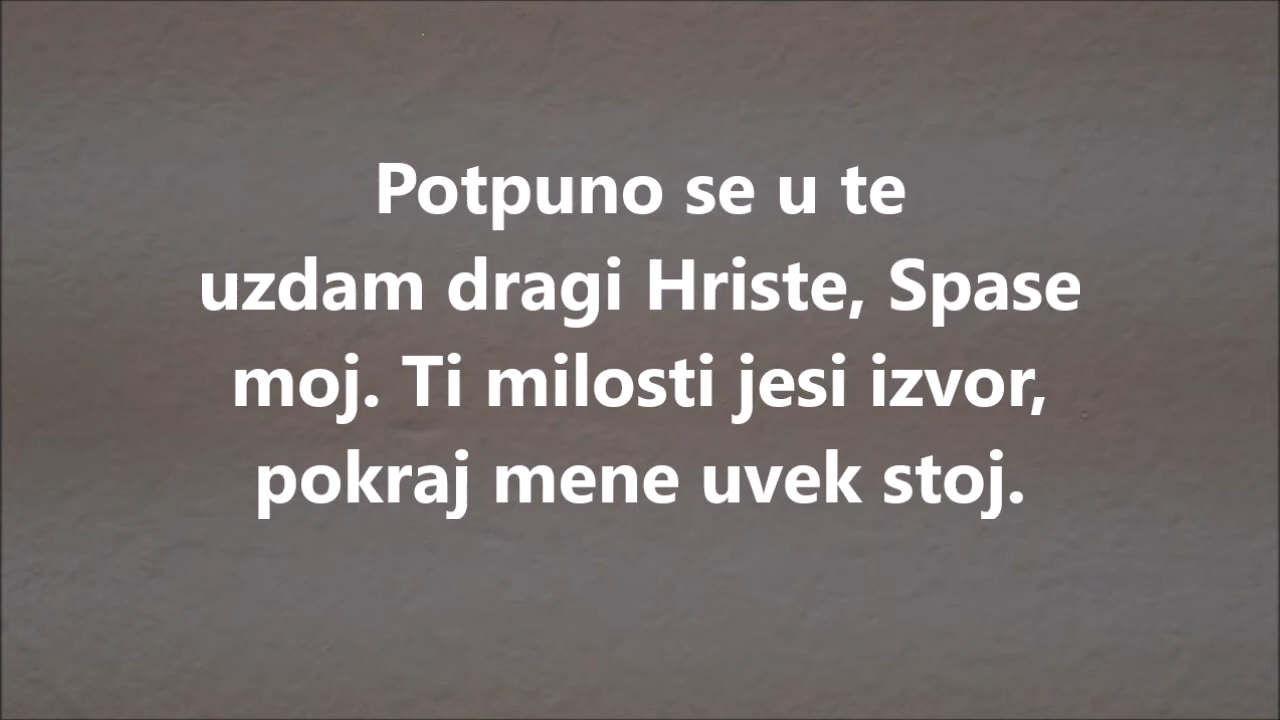 Potpuno se u te
uzdam dragi Hriste, Spase
moj. Ti milosti jesi izvor,
pokraj mene uvek stoj.